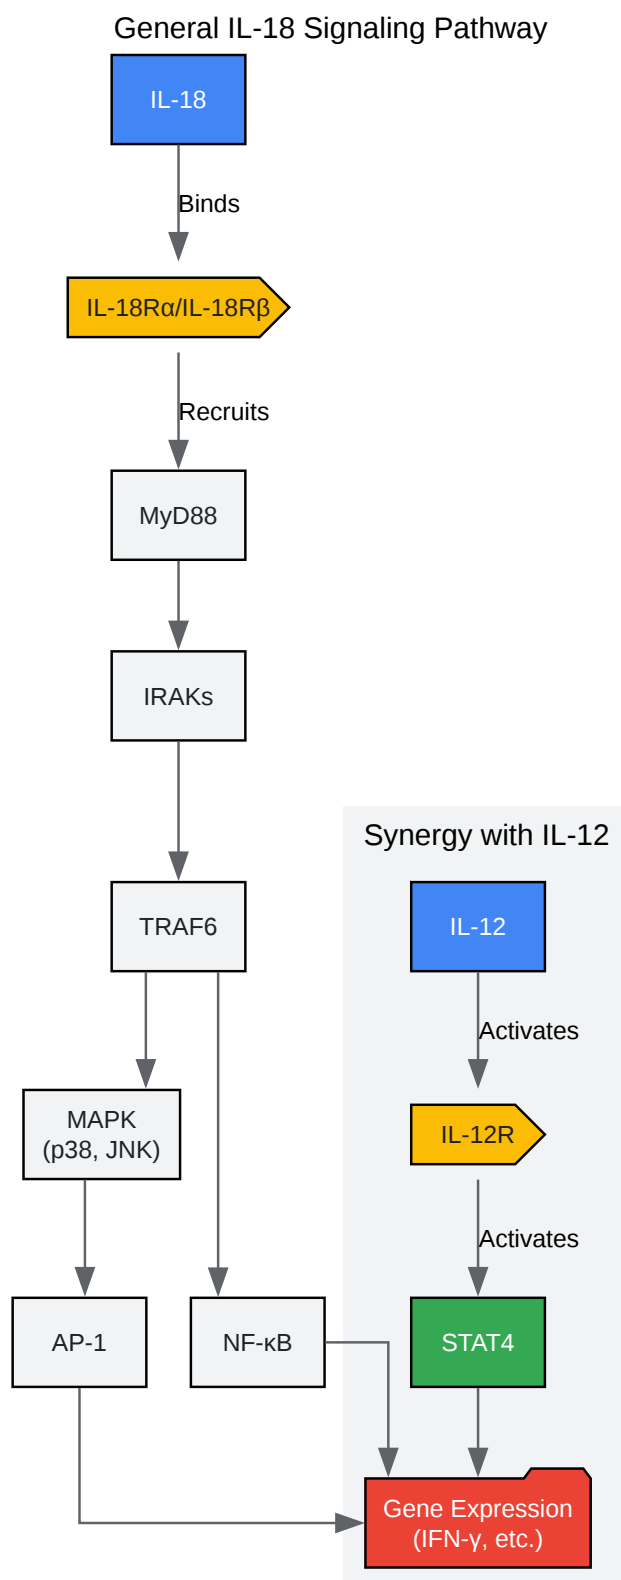 General IL-18 Signaling Pathway
IL-18
Binds
IL-18Rα/IL-18Rβ
Recruits
MyD88
IRAKs
TRAF6
MAPK
(p38, JNK)
AP-1
NF-κB
Synergy with IL-12
IL-12
Activates
IL-12R
Activates
STAT4
Gene Expression
(IFN-γ, etc.)